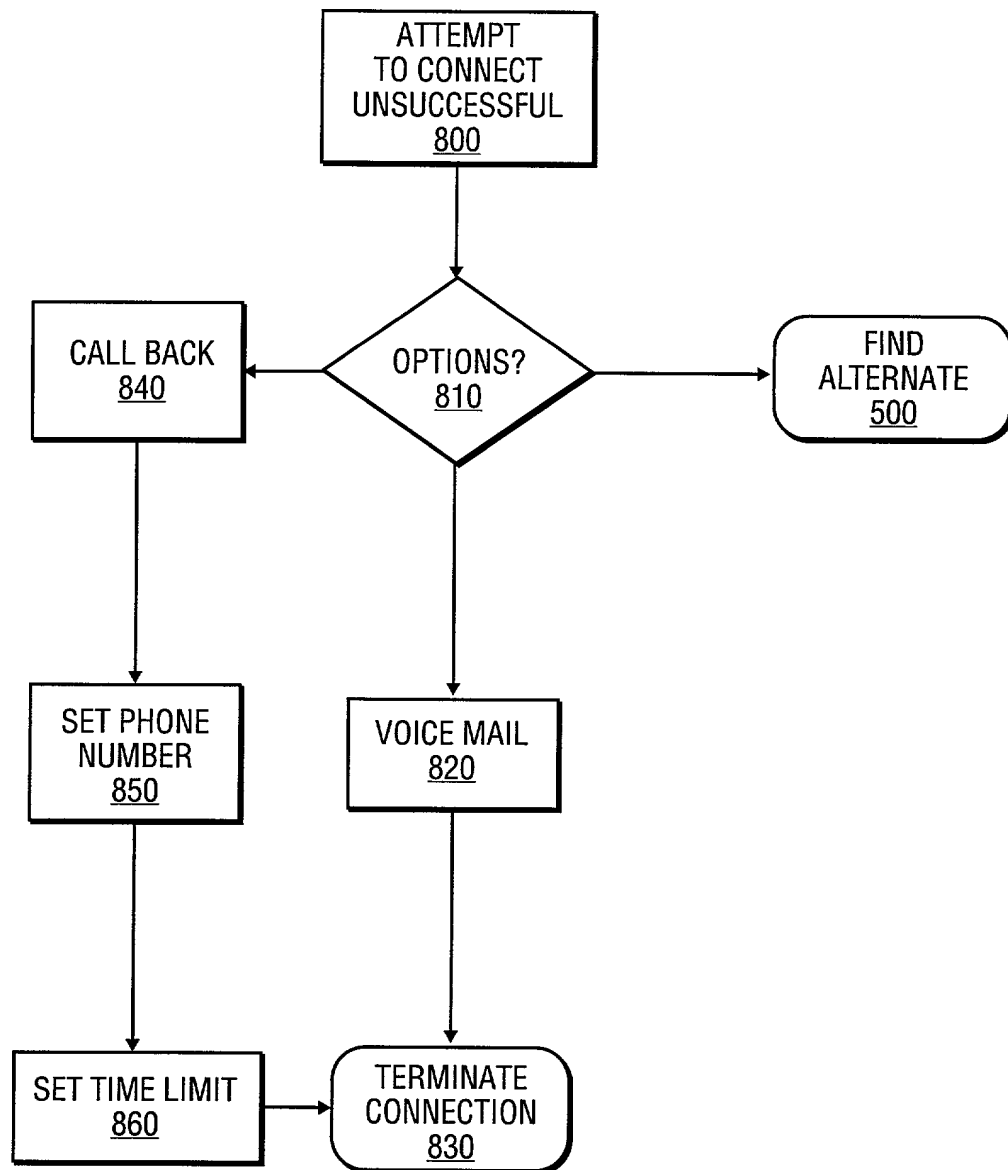 ATTEMPT
TO CONNECT
UNSUCCESSFUL
800
CALL BACK
840
OPTIONS?
810
FIND
ALTERNATE
500
SET PHONE
NUMBER
850
VOICE MAIL
820
SET TIME LIMIT
860
TERMINATE
CONNECTION
830